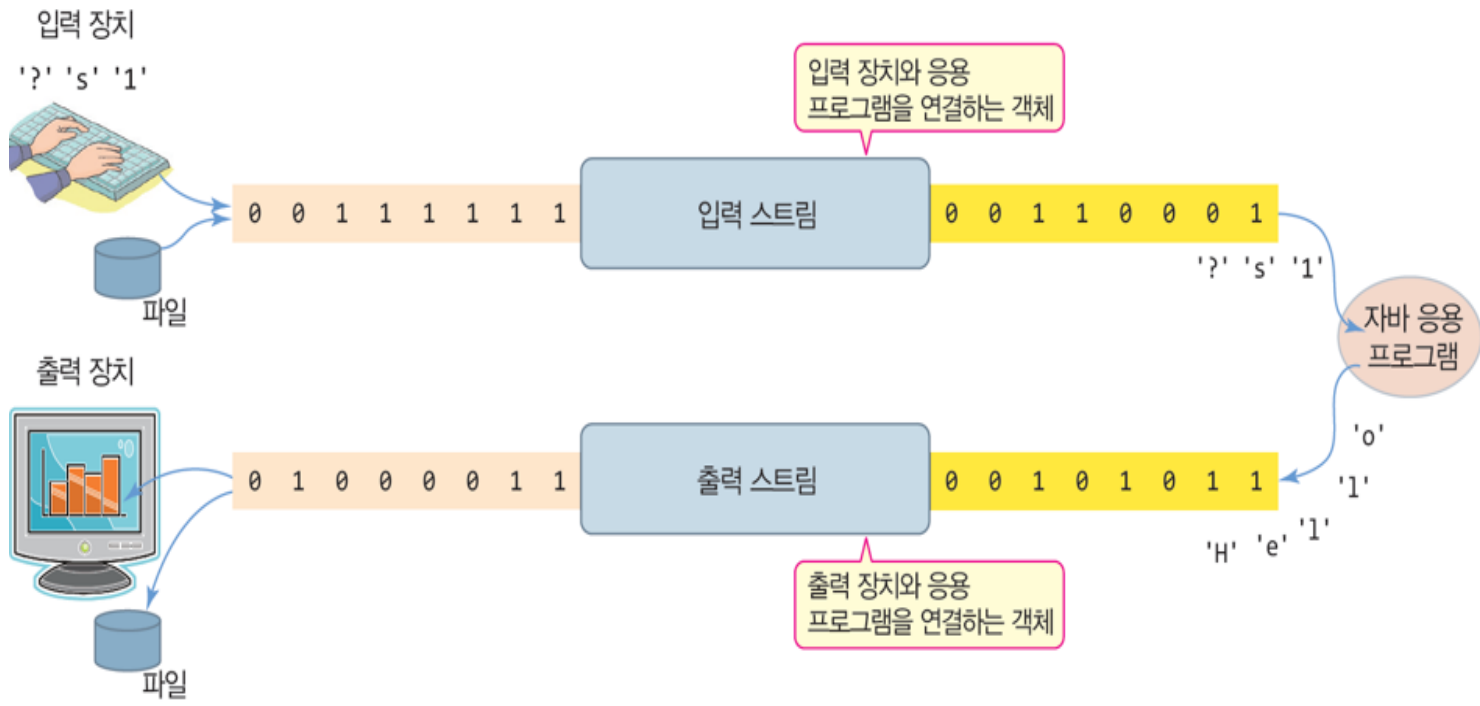 입력 장치
'?' 's' '1'
입력 장치와 응용
프로그램을 연결하는 객체
0 0 1 1 1 1 1 1
입력 스트림
0 0 1 1 0 0 0 1
'?' 's' '1'
파일
자바 응용
프로그램
출력 장치
'o'
0 1 0 0 0 0 1 1
출력 스트림
0 0 1 0 1 0 1 1
'l'
'H' 'e' 'l'
출력 장치와 응용
프로그램을 연결하는 객체
파일